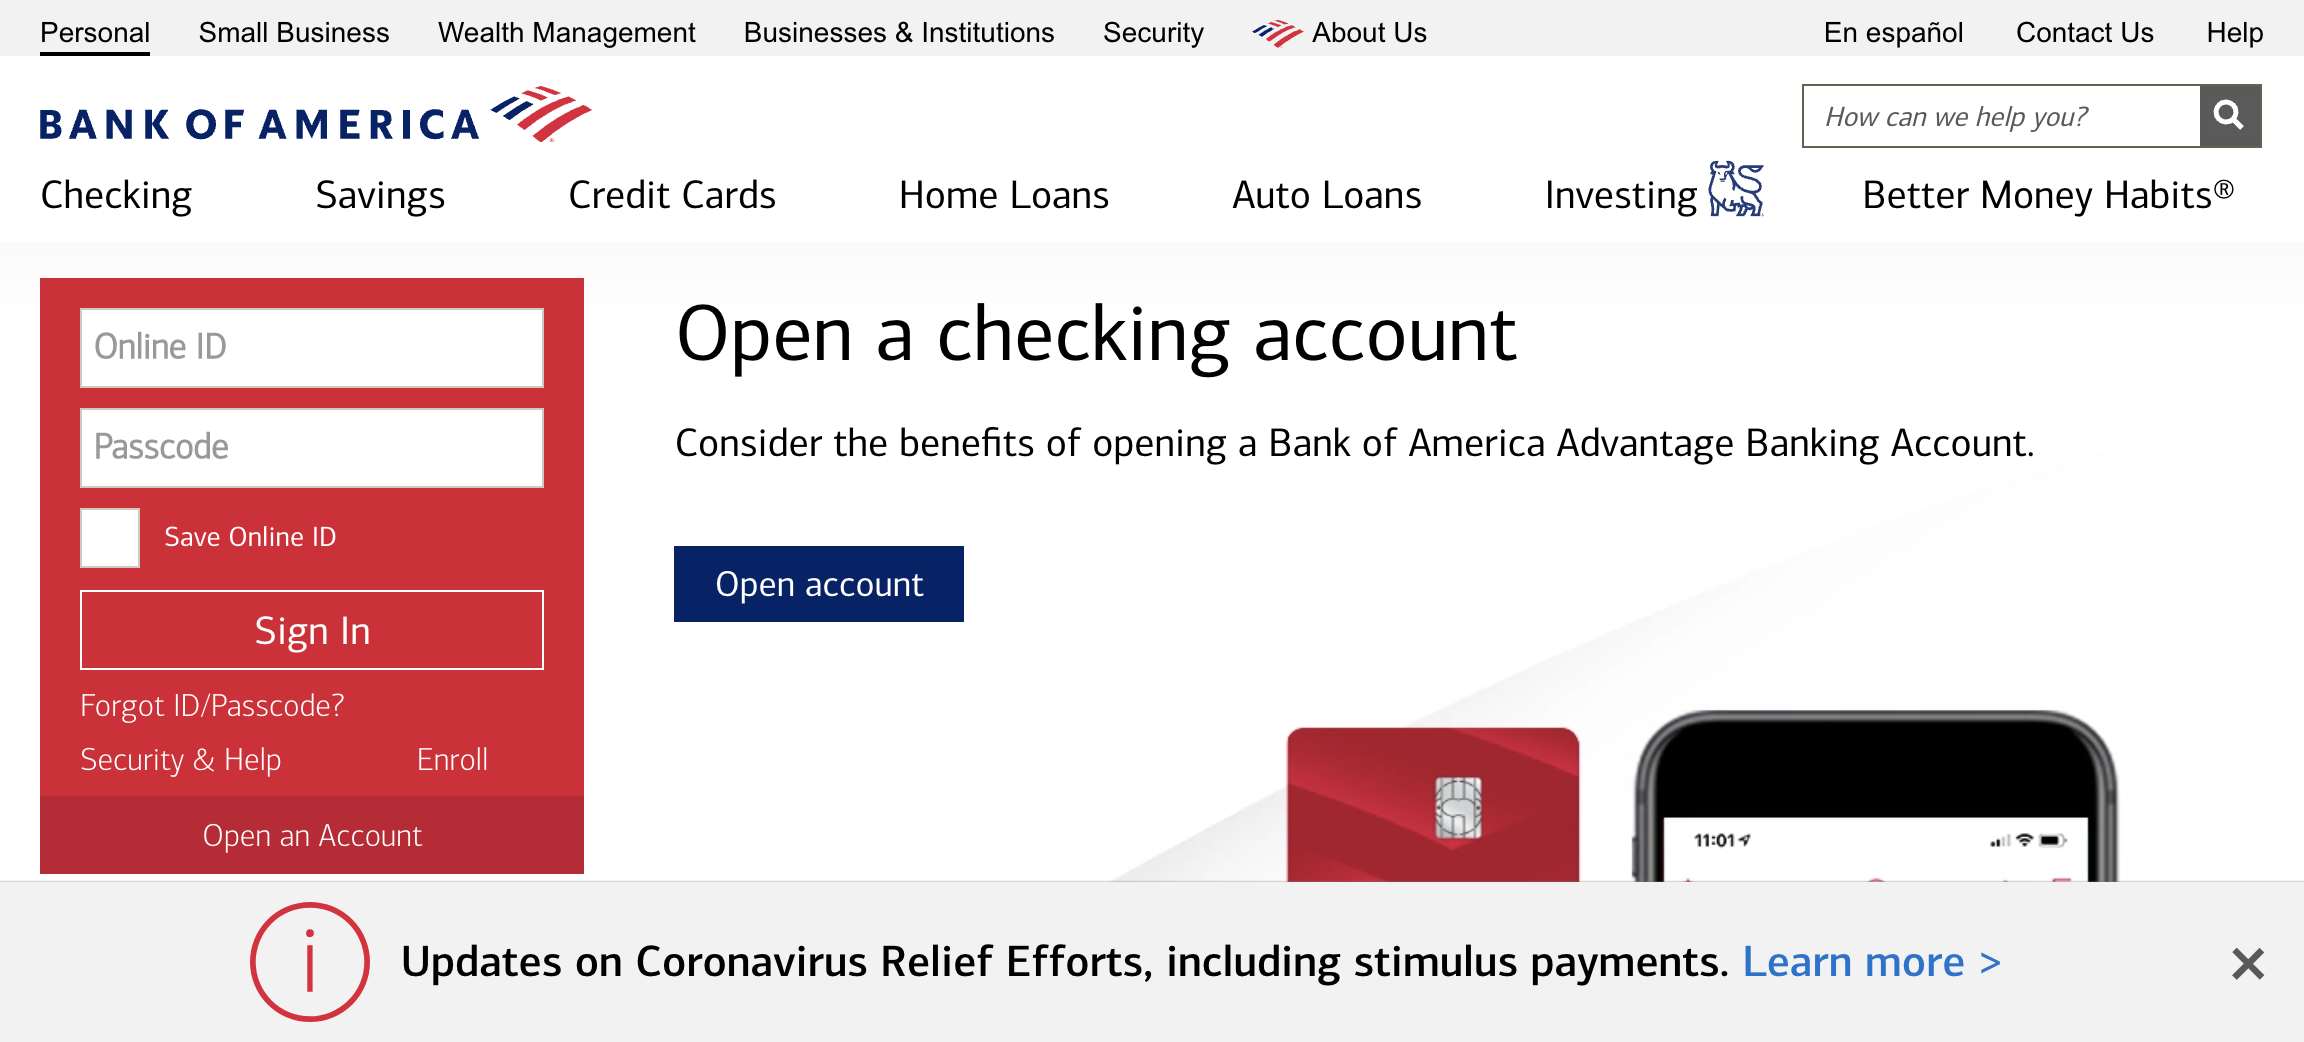 Personal Small Business Wealth Management Businesses & Institutions Security About Us En español Contact Us Help
BANK OF AMERICA
How can we help you?
Checking Savings Credit Cards Home Loans Auto Loans Investing Better Money Habits®
Online ID
Passcode
Save Online ID
Sign In
Forgot ID/Passcode?
Security & Help Enroll
Open an Account
Open a checking account
Consider the benefits of opening a Bank of America Advantage Banking Account.
Open account
11:01
Updates on Coronavirus Relief Efforts, including stimulus payments. Learn more >